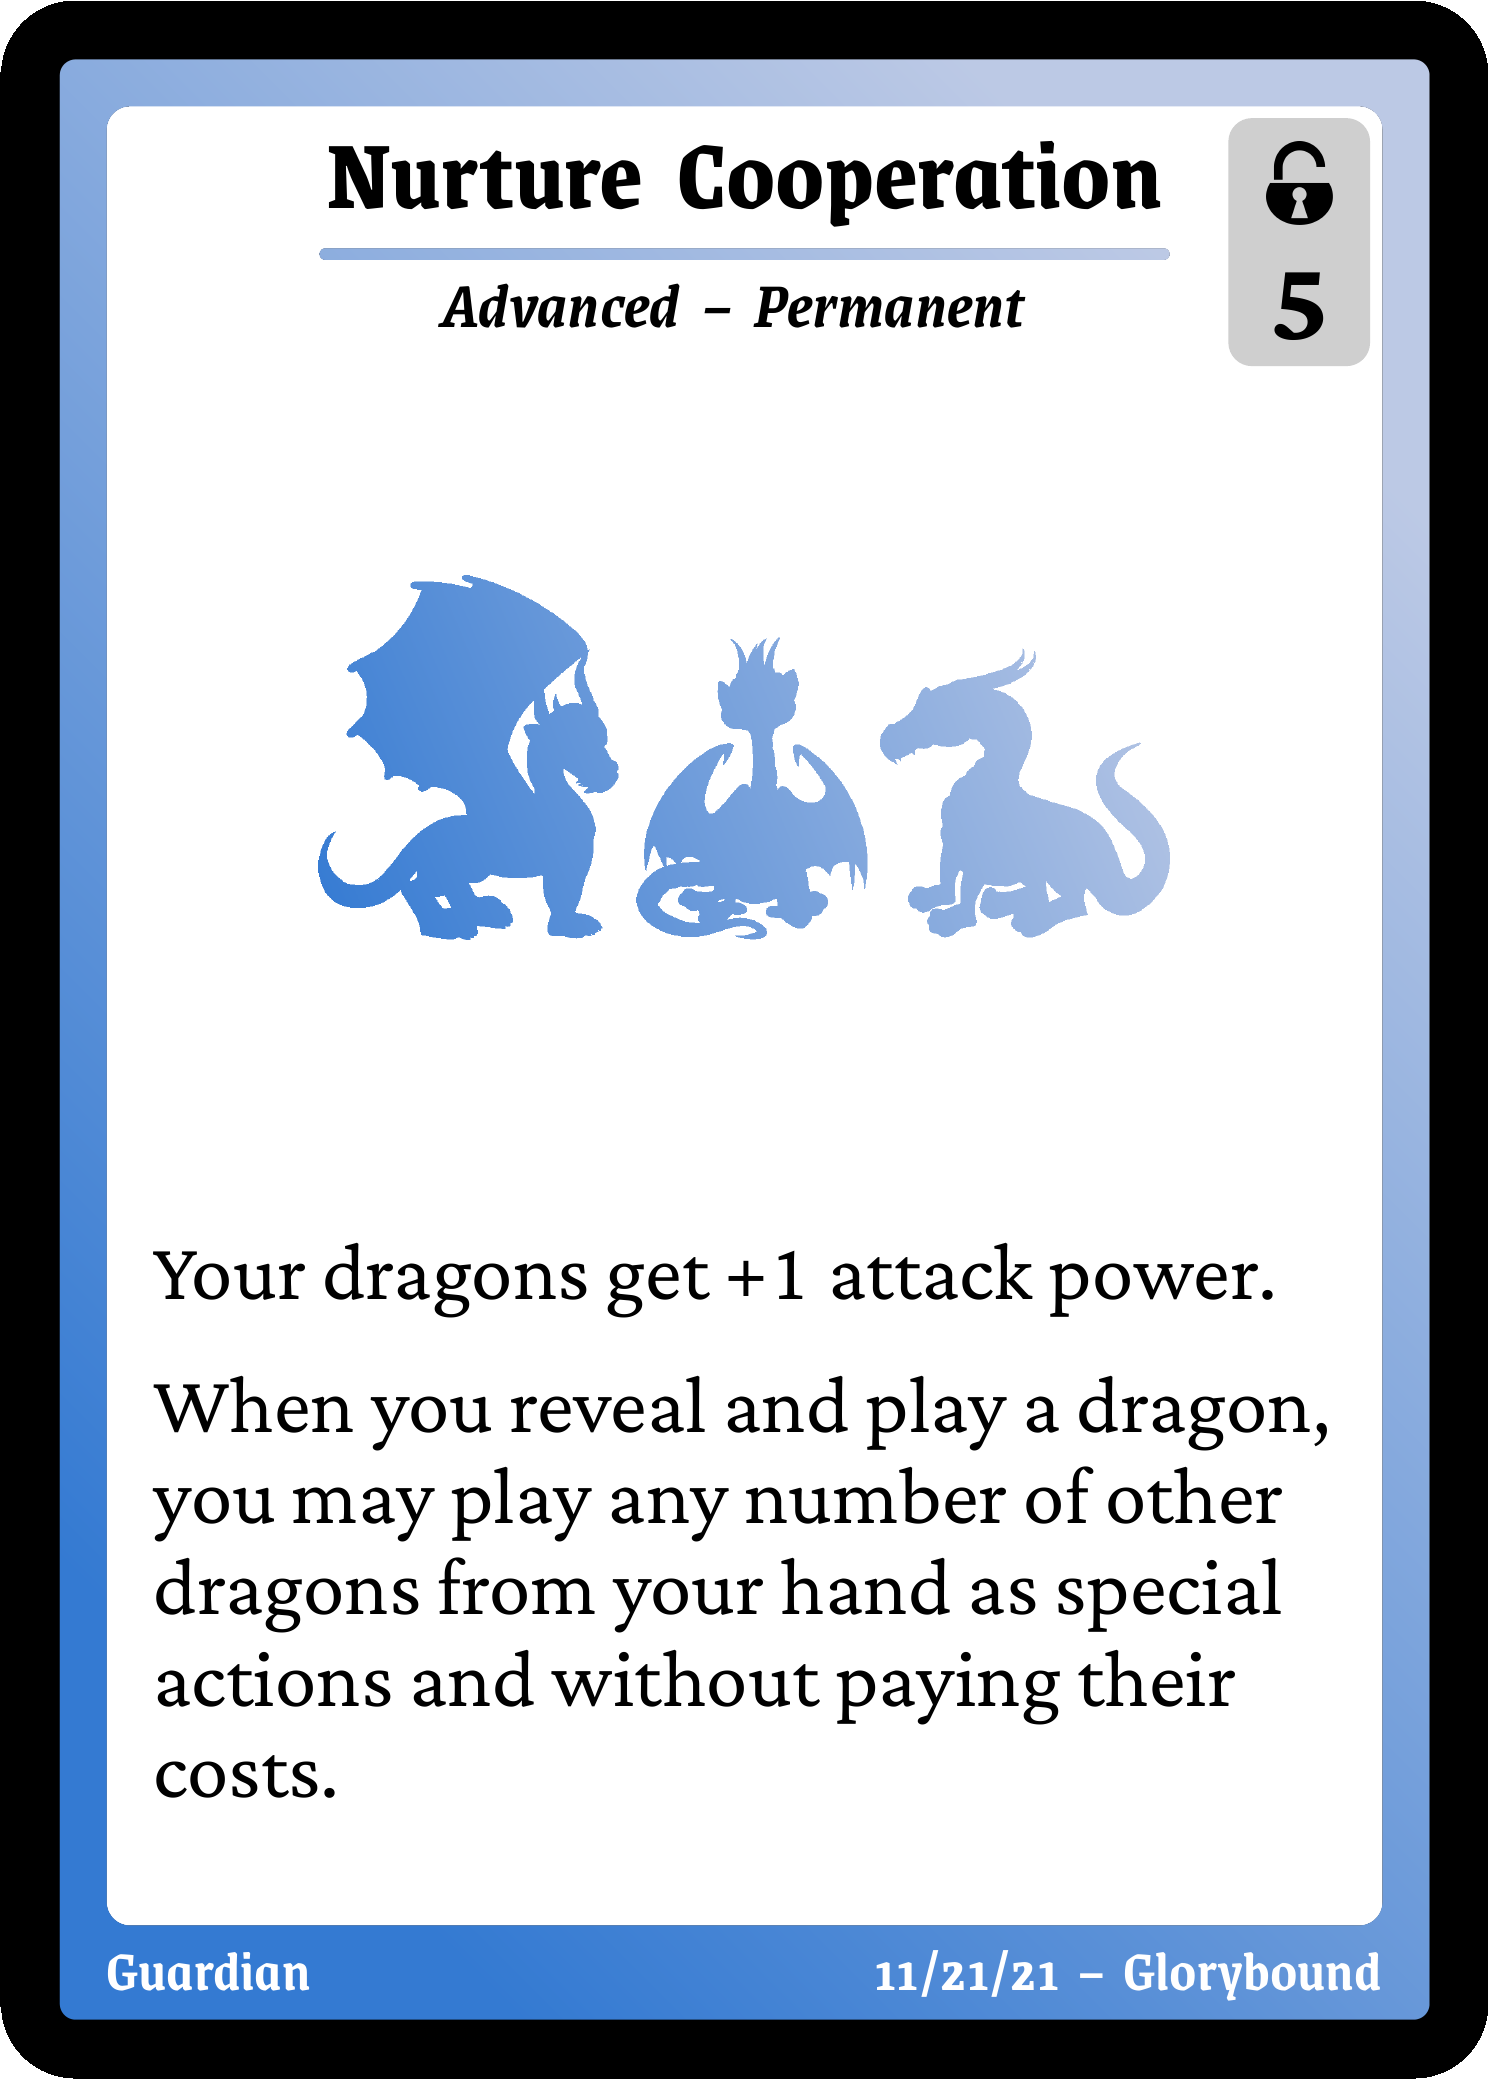 Nurture Cooperation
Advanced – Permanent
5
Your dragons get +1 attack power.
When you reveal and play a dragon,
you may play any number of other
dragons from your hand as special
actions and without paying their
costs.
Guardian
11/21/21 – Glorybound